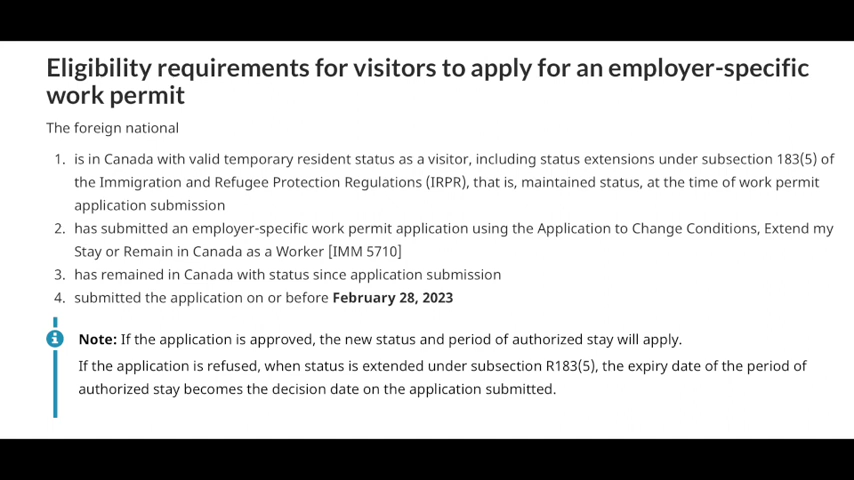 Eligibility requirements for visitors to apply for an employer-specific
work permit
The foreign national
1. is in Canada with valid temporary resident status as a visitor, including status extensions under subsection 183(5) of
the Immigration and Refugee Protection Regulations (IRPR), that is, maintained status, at the time of work permit
application submission
2. has submitted an employer-specific work permit application using the Application to Change Conditions, Extend my
Stay or Remain in Canada as a Worker [IMM 5710]
3. has remained in Canada with status since application submission
4. submitted the application on or before February 28, 2023
Note: If the application is approved, the new status and period of authorized stay will apply.
If the application is refused, when status is extended under subsection R183(5), the expiry date of the period of
authorized stay becomes the decision date on the application submitted.